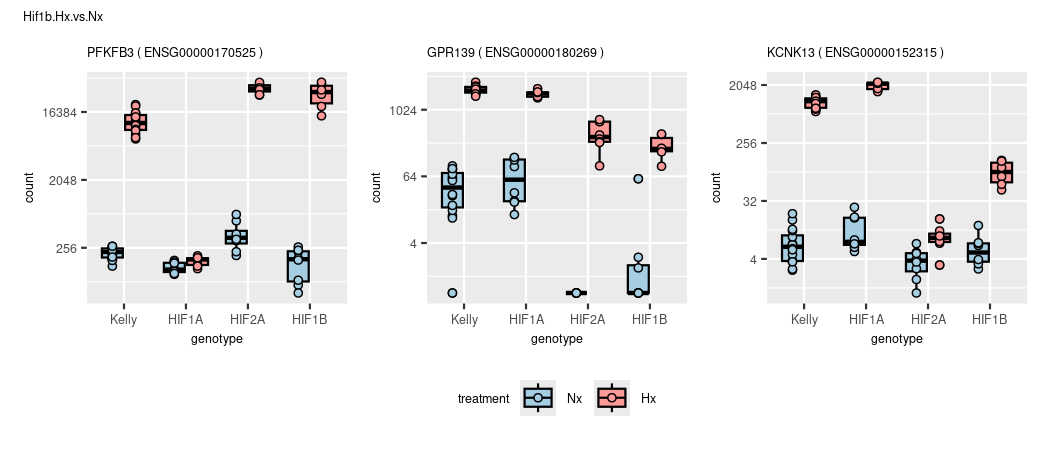 Hif1b.Hx.vs.Nx
PFKFB3 ( ENSG00000170525 )
GPR139 ( ENSG00000180269 )
KCNK13 ( ENSG00000152315 )
count
16384
2048
256
Kelly
HIF1A
HIF2A
HIF1B
genotype
count
1024
64
4
Kelly
HIF1A
HIF2A
HIF1B
genotype
count
2048
256
32
4
Kelly
HIF1A
HIF2A
HIF1B
genotype
treatment
Nx
Hx